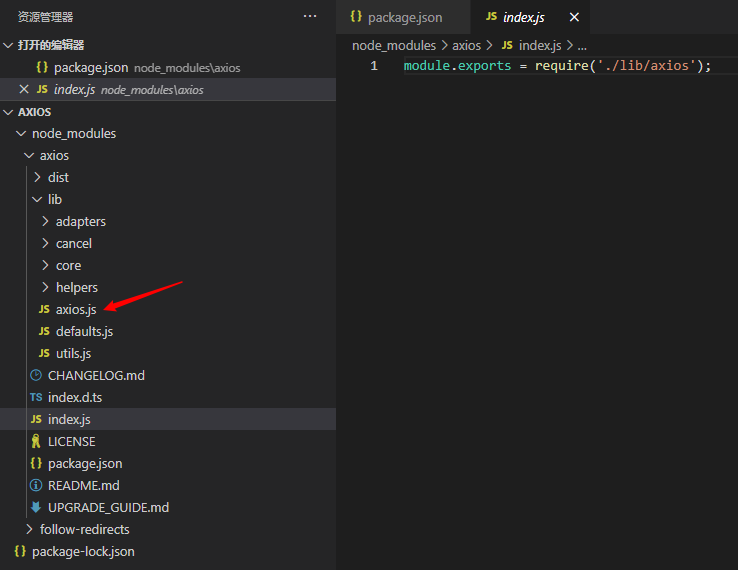 资源管理器 ···
打开的编辑器
{} package.json node_modules\axios
JS index.js node_modules\axios
AXIOS
node_modules
axios
dist
lib
adapters
cancel
core
helpers
JS axios.js
JS defaults.js
JS utils.js
CHANGELOG.md
TS index.d.ts
JS index.js
LICENSE
{} package.json
README.md
UPGRADE_GUIDE.md
follow-redirects
{} package-lock.json
{} package.json
JS index.js
node_modules > axios > JS index.js > ...
1 module.exports = require('./lib/axios');